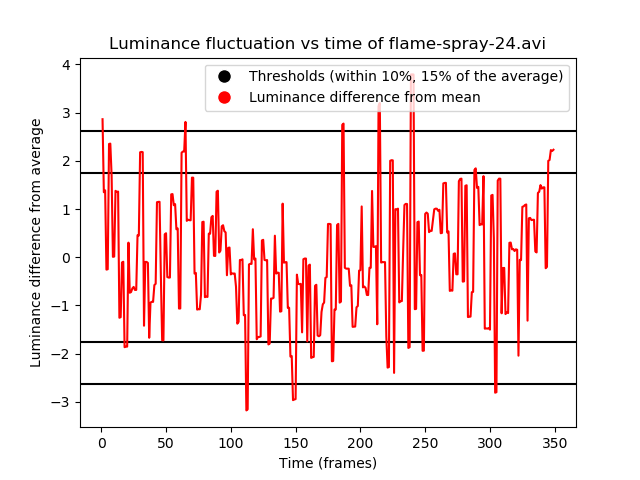 Luminance fluctuation vs time of flame-spray-24.avi
Thresholds (within 10%, 15% of the average)
Luminance difference from mean
Luminance difference from average
4
3
2
1
0
−1
−2
−3
0 50 100 150 200 250 300 350
Time (frames)